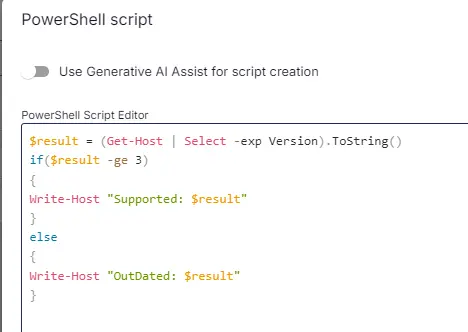 PowerShell script
Use Generative AI Assist for script creation
PowerShell Script Editor
$result = (Get-Host | Select -exp Version).ToString()
if($result -ge 3)
{
Write-Host "Supported: $result"
}
else
{
Write-Host "OutDated: $result"
}